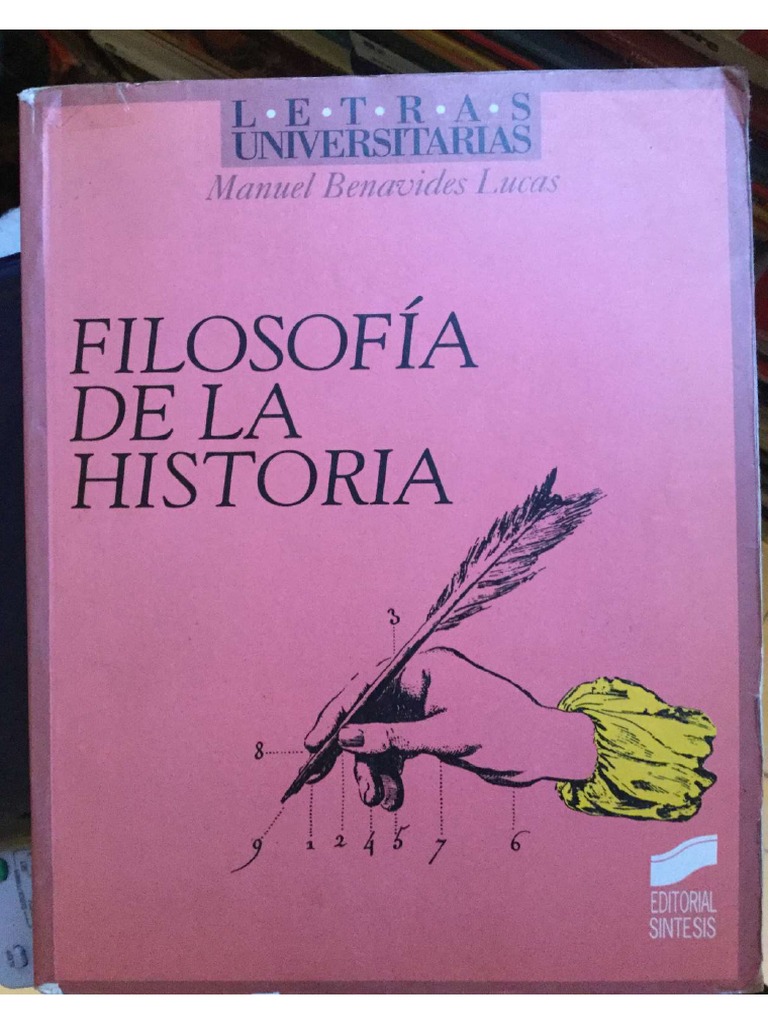 L·E·T·R·A·S
UNIVERSITARIAS
Manuel Benavides Lucas
FILOSOFÍA
DE LA
HISTORIA
3
8
9 1 2 4 5 7 6
EDITORIAL
SINTESIS